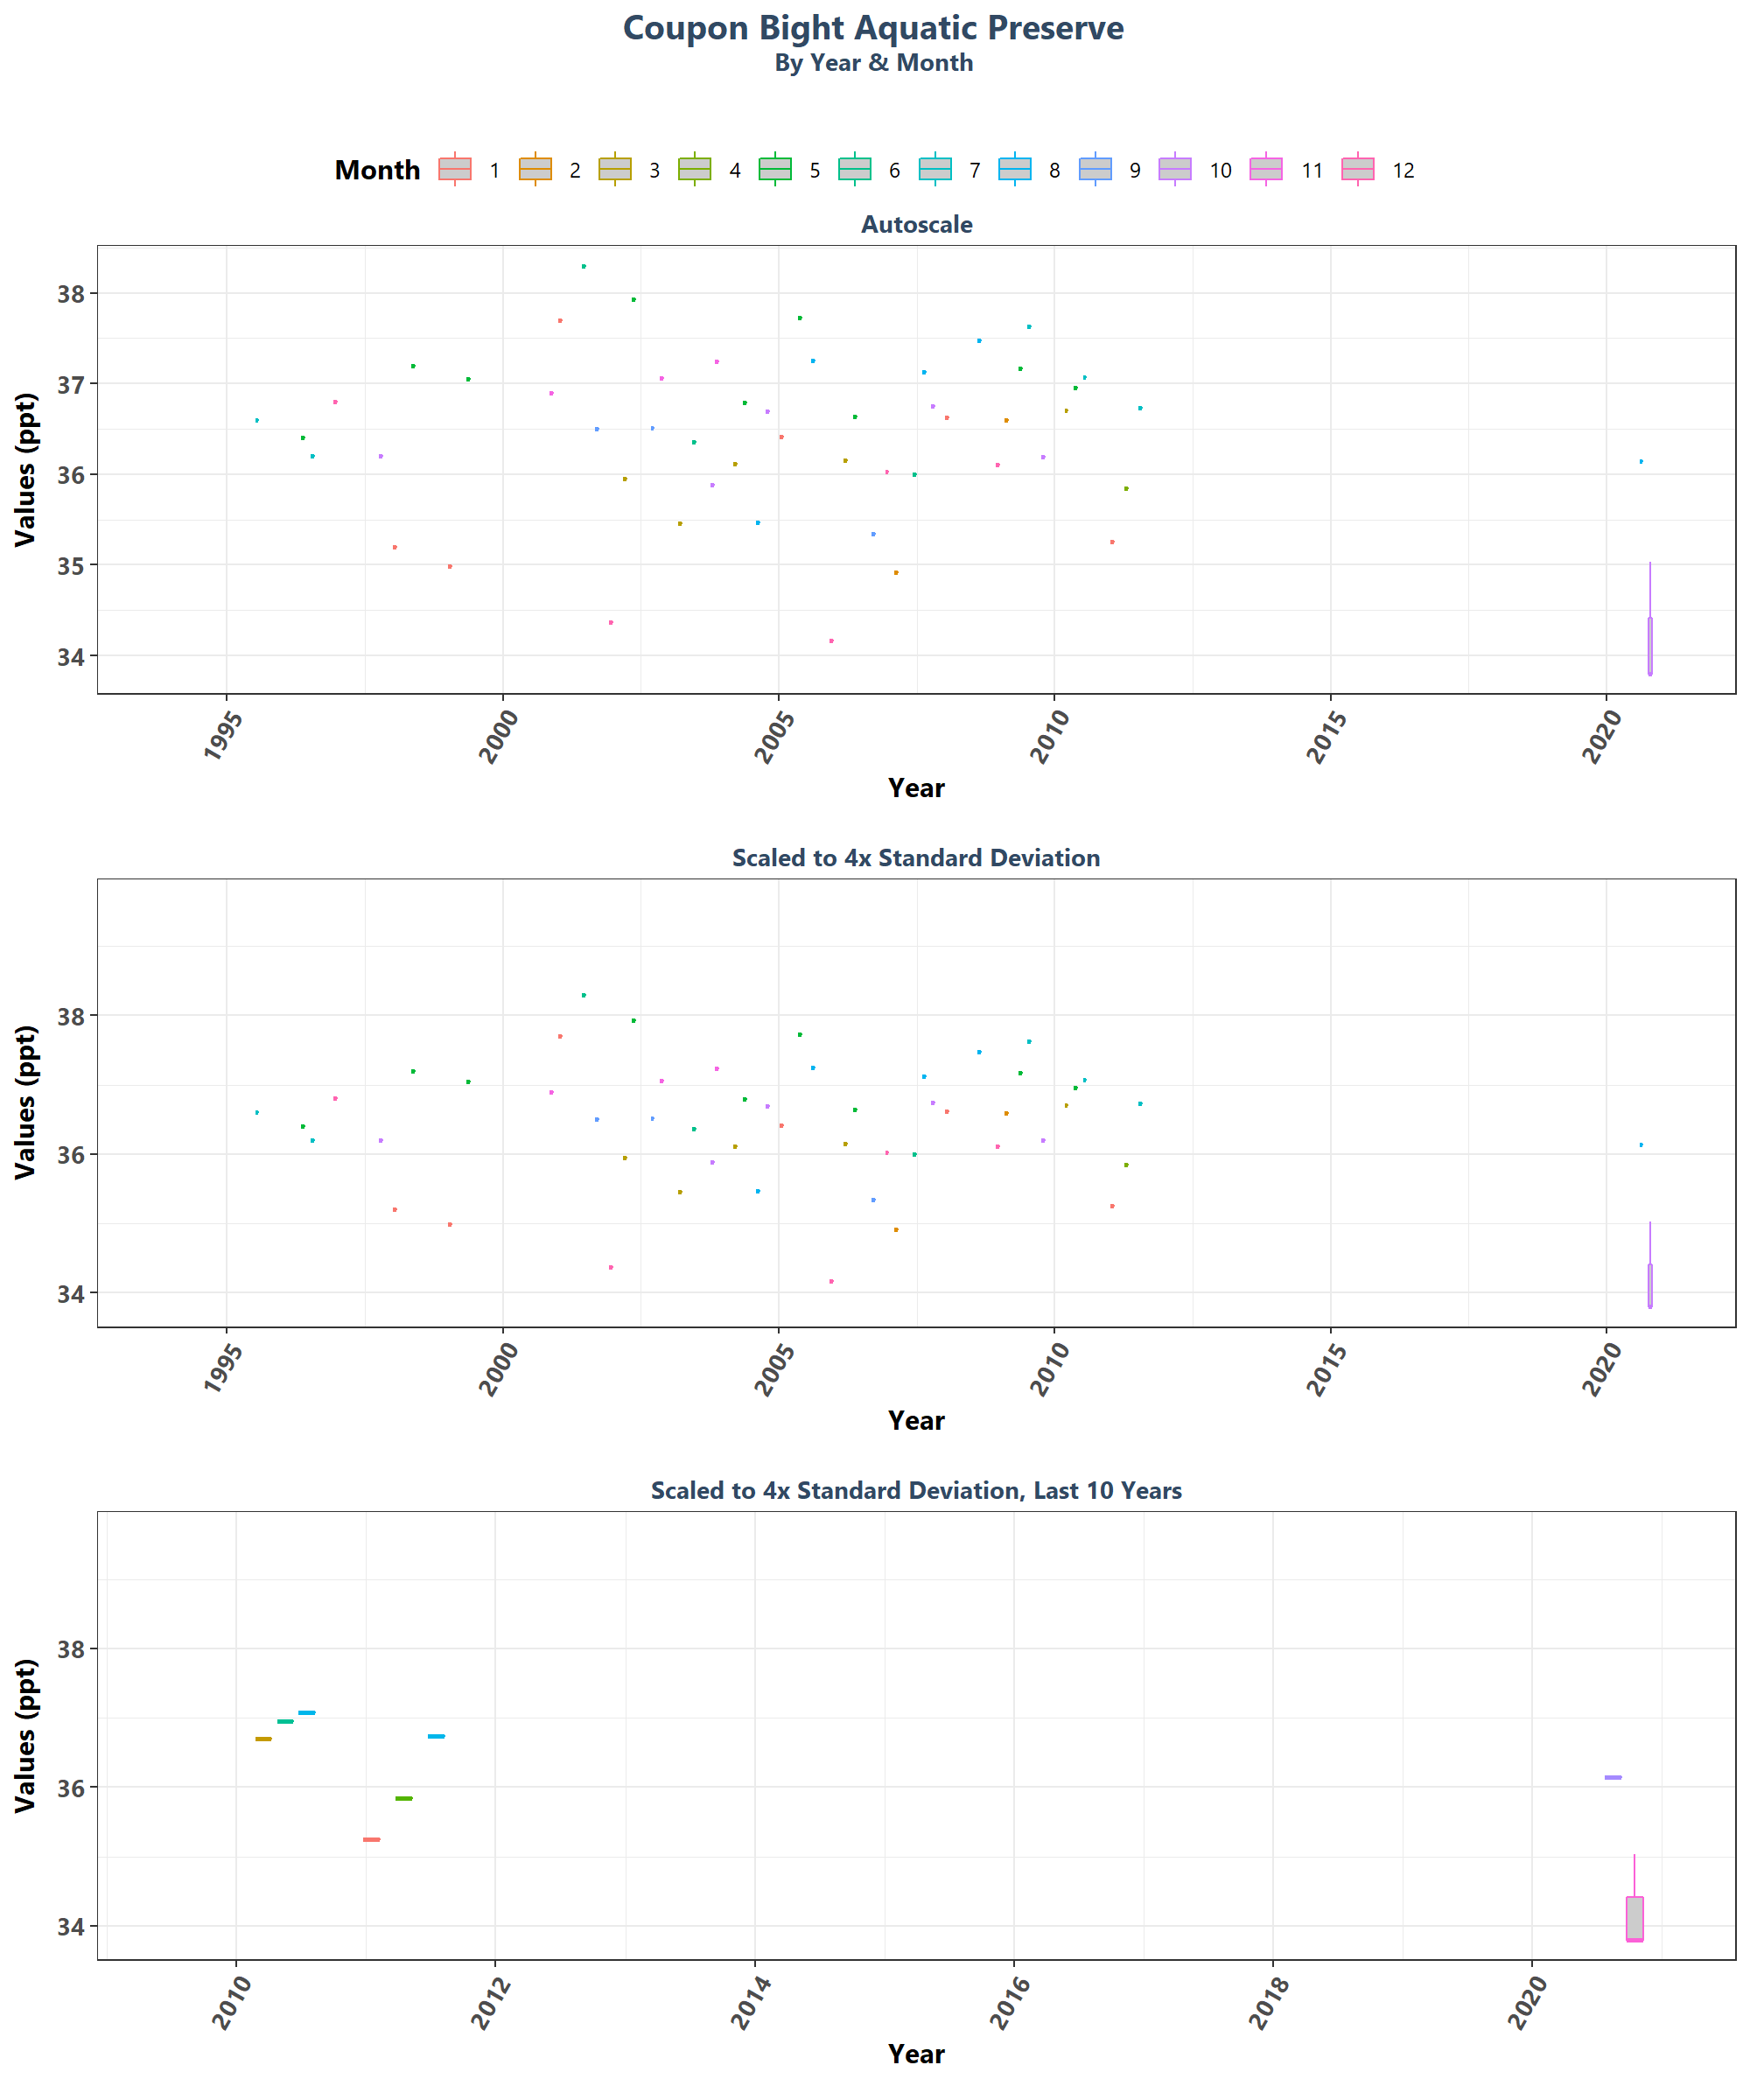 Coupon Bight Aquatic Preserve
By Year & Month
Month 1 2 3 4 5 6 7 8 9 10 11 12
Autoscale
Values (ppt)
38
37
36
35
34
1995 2000 2005 2010 2015 2020
Year
Scaled to 4x Standard Deviation
Values (ppt)
38
36
34
1995 2000 2005 2010 2015 2020
Year
Scaled to 4x Standard Deviation, Last 10 Years
Values (ppt)
38
36
34
2010 2012 2014 2016 2018 2020
Year